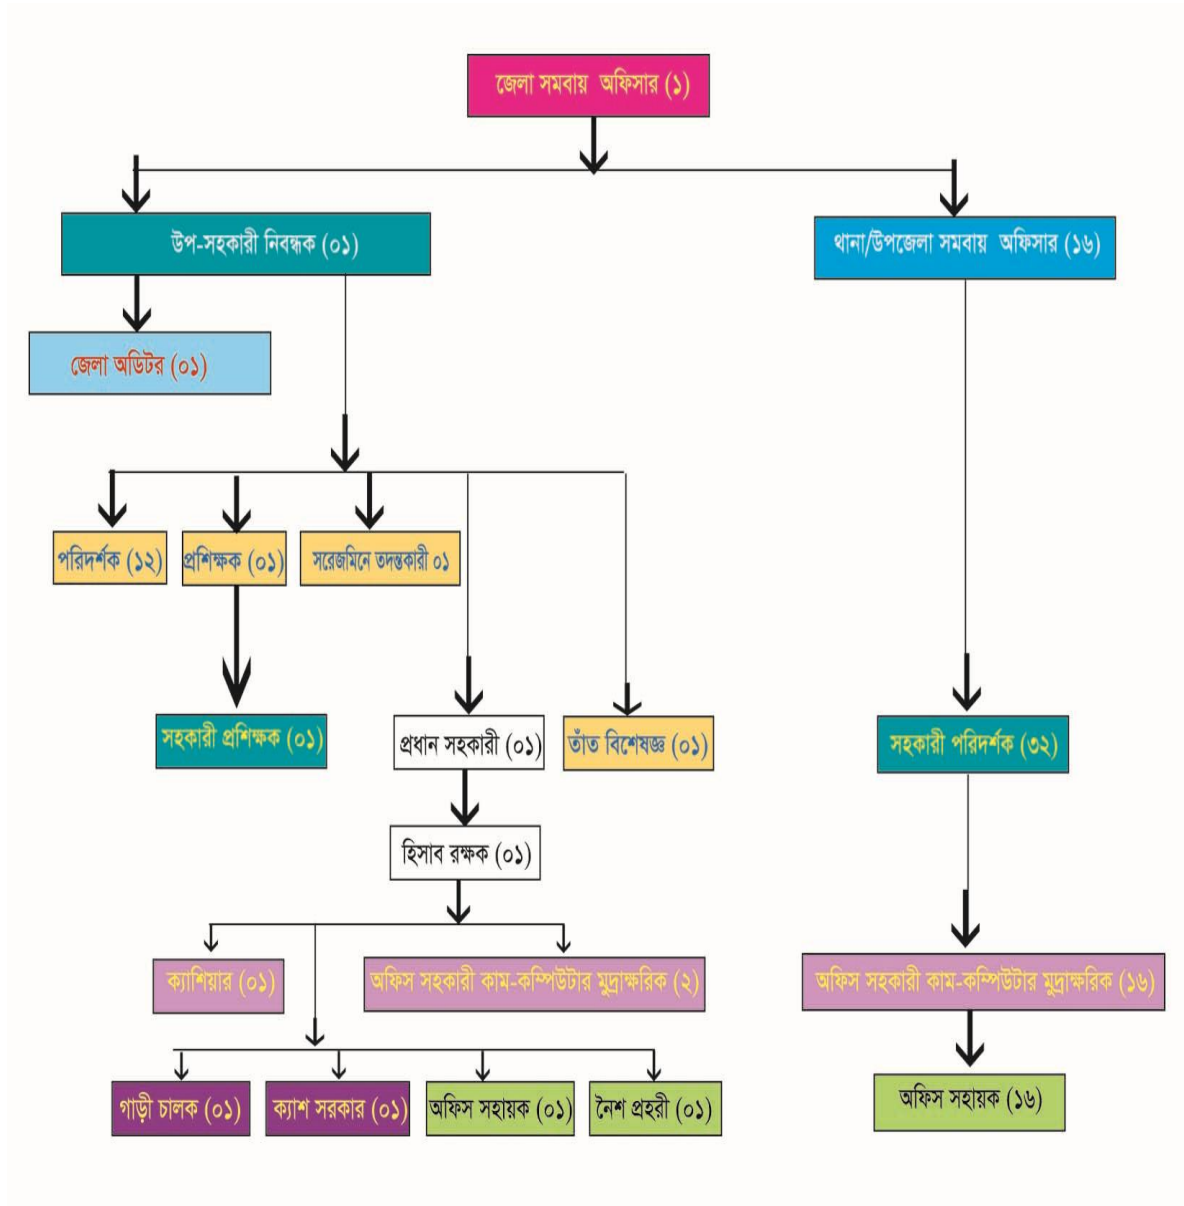 জেলা সমবায় অফিসার (১)
উপ-সহকারী নিবন্ধক (০১)
থানা/উপজেলা সমবায় অফিসার (১৬)
জেলা অডিটর (০১)
পরিদর্শক (১২)
প্রশিক্ষক (০১)
সরেজমিনে তদন্তকারী ০১
সহকারী প্রশিক্ষক (০১)
প্রধান সহকারী (০১)
তাঁত বিশেষজ্ঞ (০১)
সহকারী পরিদর্শক (৩২)
হিসাব রক্ষক (০১)
ক্যাশিয়ার (০১)
অফিস সহকারী কাম-কম্পিউটার মুদ্রাক্ষরিক (২)
অফিস সহকারী কাম-কম্পিউটার মুদ্রাক্ষরিক (১৬)
গাড়ী চালক (০১)
ক্যাশ সরকার (০১)
অফিস সহায়ক (০১)
নৈশ প্রহরী (০১)
অফিস সহায়ক (১৬)